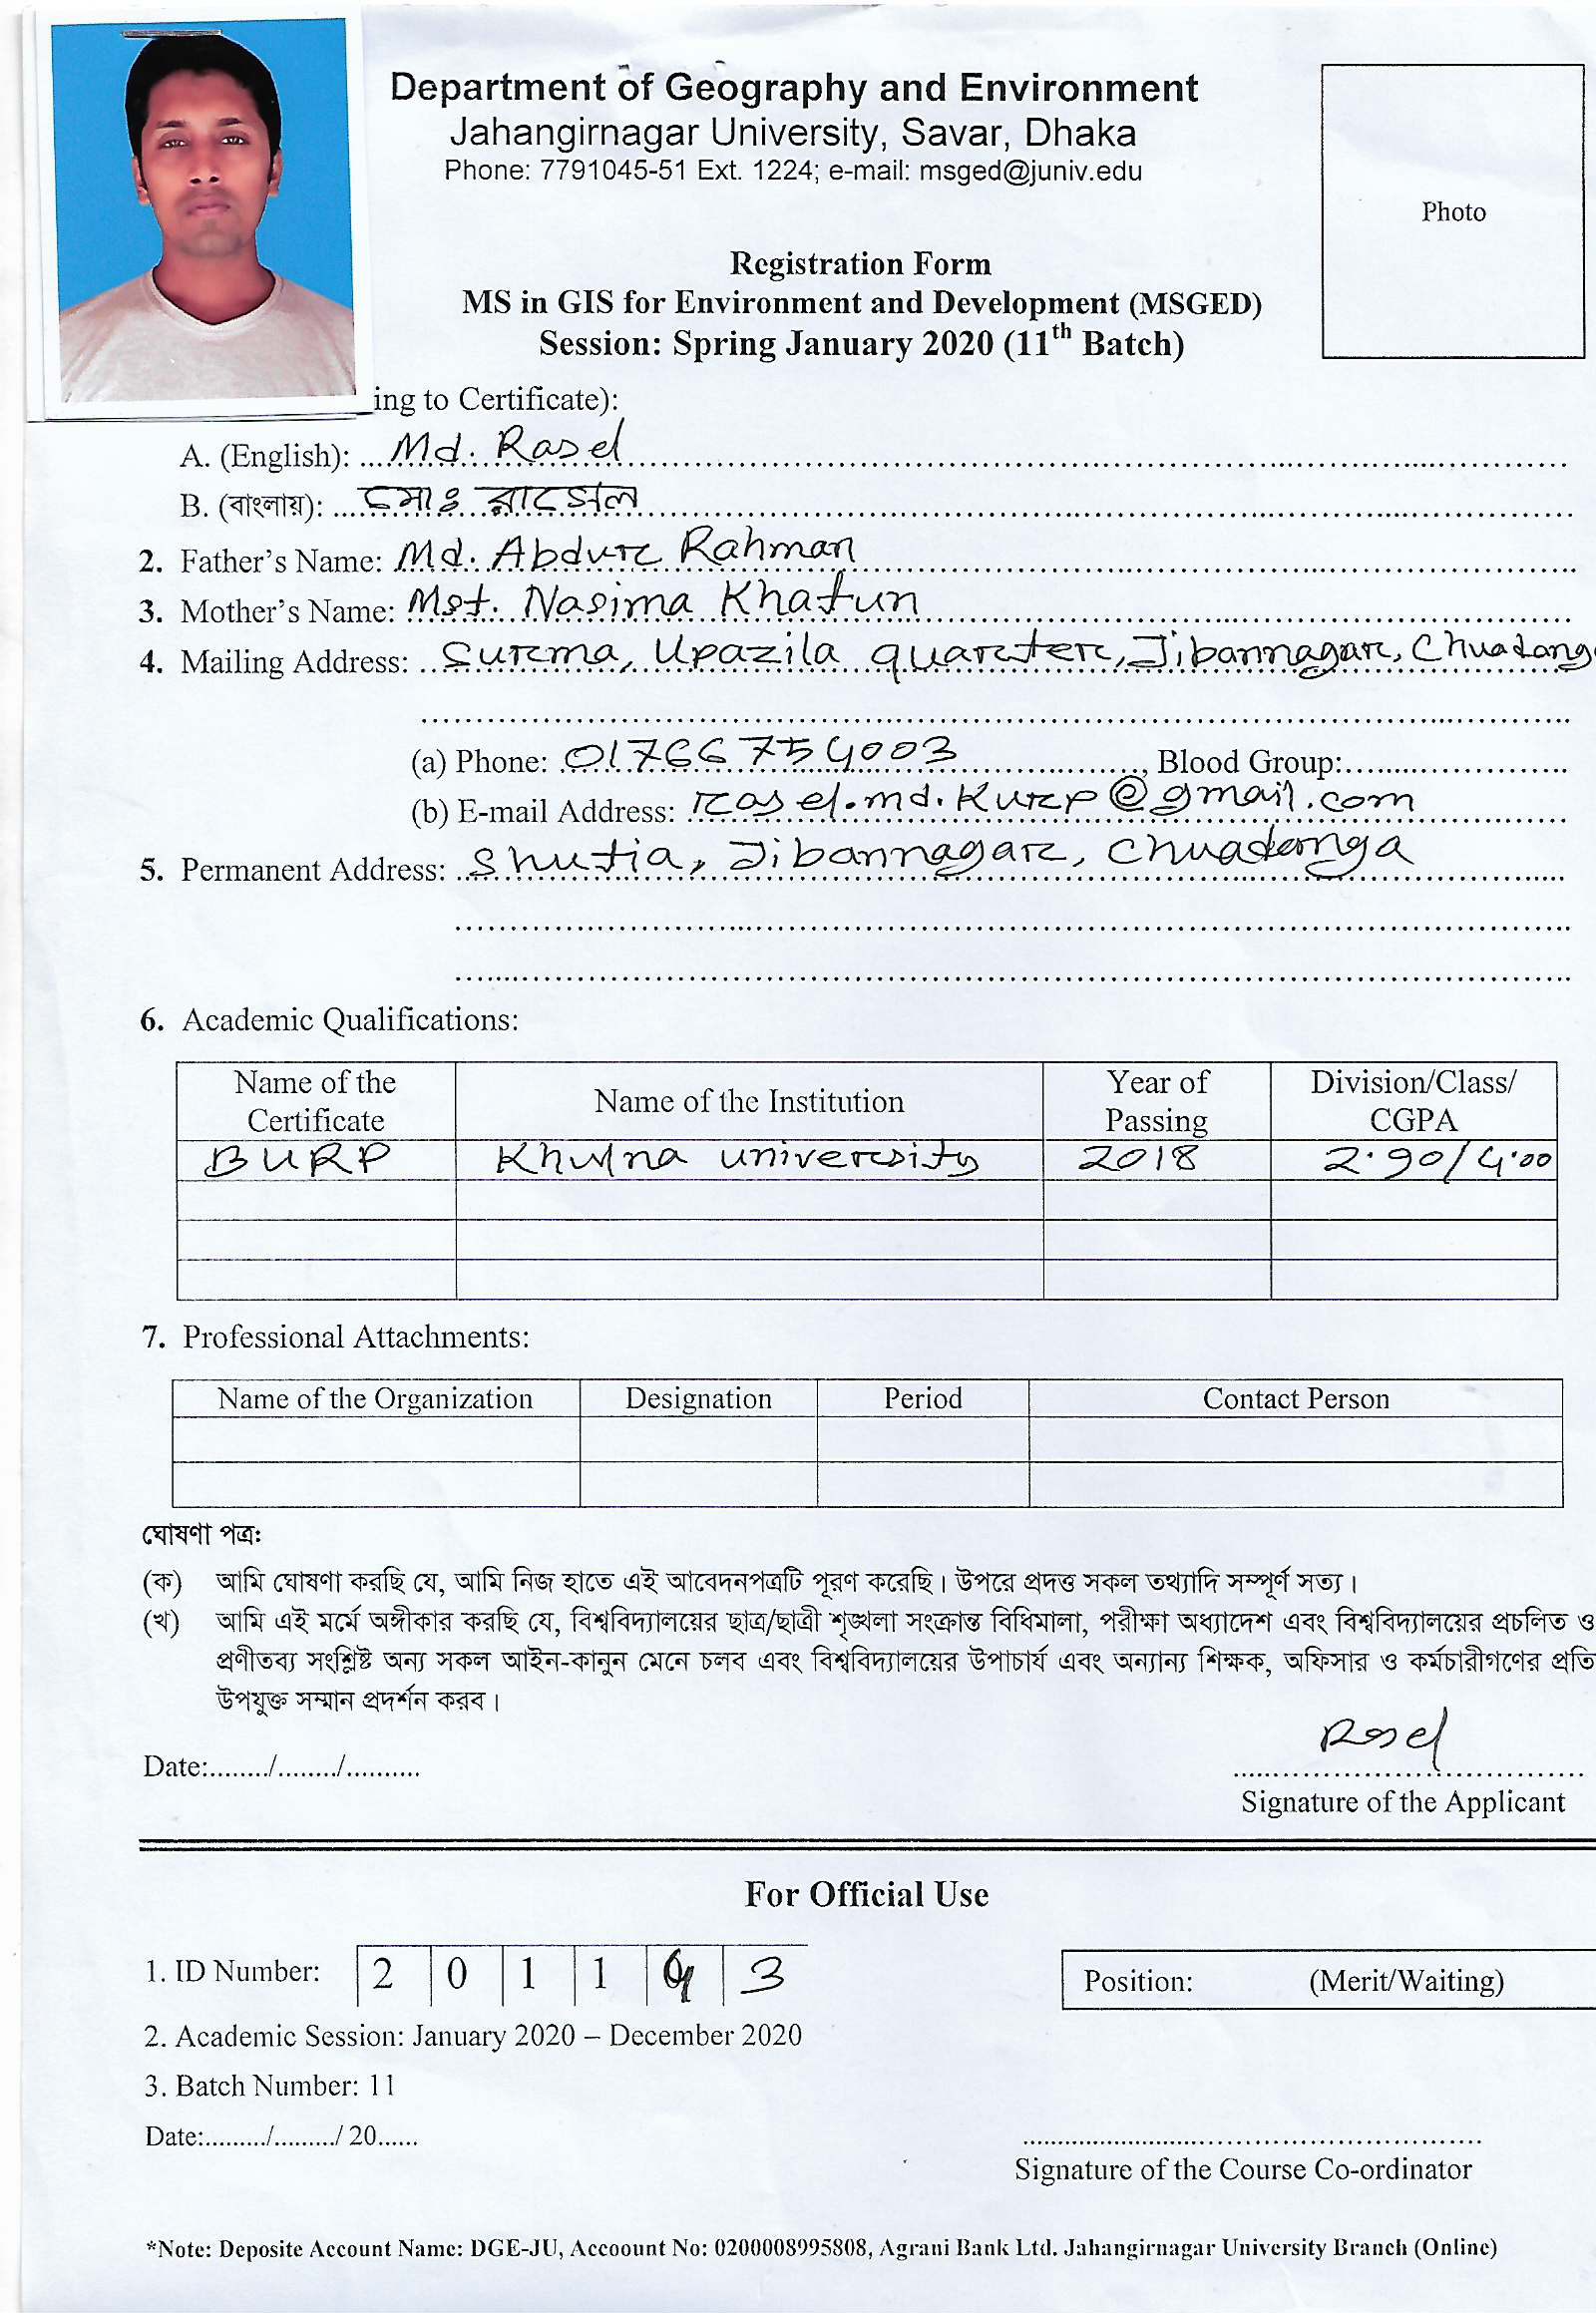 Department of Geography and Environment
Jahangirnagar University, Savar, Dhaka
Phone: 7791045-51 Ext. 1224; e-mail: msged@juniv.edu
Photo
Registration Form
MS in GIS for Environment and Development (MSGED)
Session: Spring January 2020 (11th Batch)
ing to Certificate):
A. (English): Md. Rasel
B. (বাংলায়): মোঃ রাসেল
2. Father's Name: Md. Abdur Rahman
3. Mother's Name: Mst. Nasima Khatun
4. Mailing Address: Surma, Upazila quarter, Jibannagar, Chuadang
(a) Phone: 01766754003, Blood Group:
(b) E-mail Address: rasel.md.kurp@gmail.com
5. Permanent Address: Shutia, Jibannagar, Chuadanga
6. Academic Qualifications:
Name of the Certificate Name of the Institution Year of Passing Division/Class/ CGPA
BURP Khulna university 2018 2.90/4.00
7. Professional Attachments:
Name of the Organization Designation Period Contact Person
ঘোষণা পত্রঃ
(ক) আমি ঘোষণা করছি যে, আমি নিজ হাতে এই আবেদনপত্রটি পূরণ করেছি। উপরে প্রদত্ত সকল তথ্যাদি সম্পূর্ণ সত্য।
(খ) আমি এই মর্মে অঙ্গীকার করছি যে, বিশ্ববিদ্যালয়ের ছাত্র/ছাত্রী শৃঙ্খলা সংক্রান্ত বিধিমালা, পরীক্ষা অধ্যাদেশ এবং বিশ্ববিদ্যালয়ের প্রচলিত ও
প্রণীতব্য সংশ্লিষ্ট অন্য সকল আইন-কানুন মেনে চলব এবং বিশ্ববিদ্যালয়ের উপাচার্য এবং অন্যান্য শিক্ষক, অফিসার ও কর্মচারীগণের প্রতি
উপযুক্ত সম্মান প্রদর্শন করব।
Rasel
Date:......../......../..........
Signature of the Applicant
For Official Use
1. ID Number: 2 0 1 1 4 3
Position: (Merit/Waiting)
2. Academic Session: January 2020 – December 2020
3. Batch Number: 11
Date:........./........./ 20......
Signature of the Course Co-ordinator
*Note: Deposite Account Name: DGE-JU, Accoount No: 0200008995808, Agrani Bank Ltd. Jahangirnagar University Branch (Online)